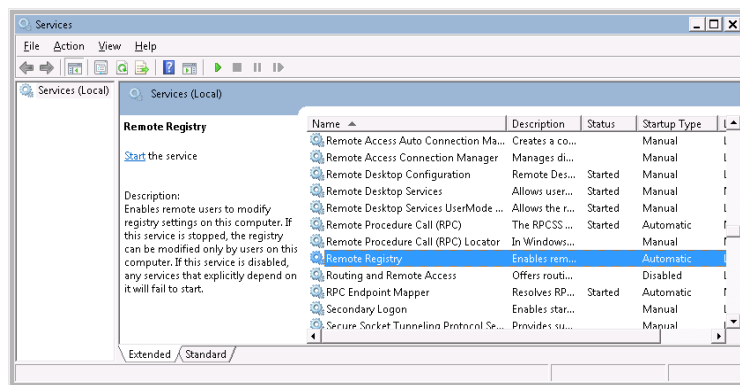 Services
File Action View Help
Services (Local)
Services (Local)
Remote Registry
Start the service
Description:
Enables remote users to modify
registry settings on this computer. If
this service is stopped, the registry
can be modified only by users on this
computer. If this service is disabled,
any services that explicitly depend on
it will fail to start.
Name Description Status Startup Type
Remote Access Auto Connection Ma... Creates a co... Manual
Remote Access Connection Manager Manages di... Manual
Remote Desktop Configuration Remote Des... Started Manual
Remote Desktop Services Allows user... Started Manual
Remote Desktop Services UserMode ... Allows the r... Started Manual
Remote Procedure Call (RPC) The RPCSS ... Started Automatic
Remote Procedure Call (RPC) Locator In Windows... Manual
Remote Registry Enables rem... Automatic
Routing and Remote Access Offers routi... Disabled
RPC Endpoint Mapper Resolves RP... Started Automatic
Secondary Logon Enables star... Manual
Secure Socket Tunneling Protocol Se... Provides su... Manual
Extended Standard